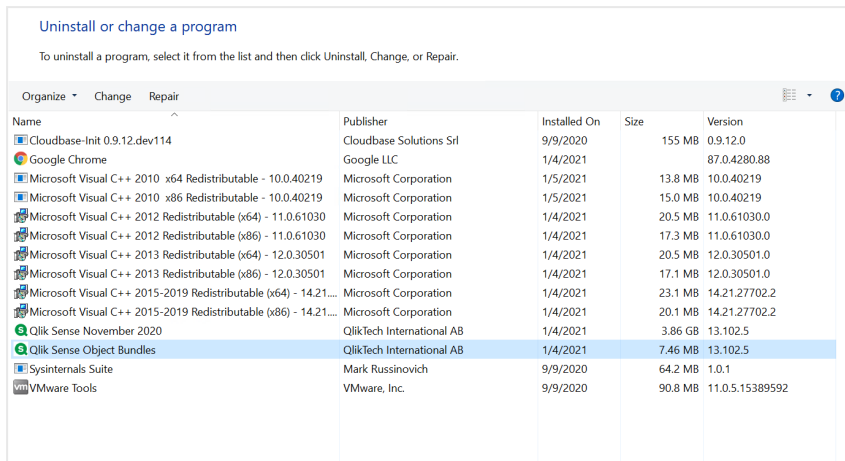 Uninstall or change a program
To uninstall a program, select it from the list and then click Uninstall, Change, or Repair.
Organize Change Repair ?
Name Publisher Installed On Size Version
Cloudbase-Init 0.9.12.dev114 Cloudbase Solutions Srl 9/9/2020 155 MB 0.9.12.0
Google Chrome Google LLC 1/4/2021 87.0.4280.88
Microsoft Visual C++ 2010 x64 Redistributable - 10.0.40219 Microsoft Corporation 1/5/2021 13.8 MB 10.0.40219
Microsoft Visual C++ 2010 x86 Redistributable - 10.0.40219 Microsoft Corporation 1/5/2021 15.0 MB 10.0.40219
Microsoft Visual C++ 2012 Redistributable (x64) - 11.0.61030 Microsoft Corporation 1/4/2021 20.5 MB 11.0.61030.0
Microsoft Visual C++ 2012 Redistributable (x86) - 11.0.61030 Microsoft Corporation 1/4/2021 17.3 MB 11.0.61030.0
Microsoft Visual C++ 2013 Redistributable (x64) - 12.0.30501 Microsoft Corporation 1/4/2021 20.5 MB 12.0.30501.0
Microsoft Visual C++ 2013 Redistributable (x86) - 12.0.30501 Microsoft Corporation 1/4/2021 17.1 MB 12.0.30501.0
Microsoft Visual C++ 2015-2019 Redistributable (x64) - 14.21.... Microsoft Corporation 1/4/2021 23.1 MB 14.21.27702.2
Microsoft Visual C++ 2015-2019 Redistributable (x86) - 14.21.... Microsoft Corporation 1/4/2021 20.1 MB 14.21.27702.2
Qlik Sense November 2020 QlikTech International AB 1/4/2021 3.86 GB 13.102.5
Qlik Sense Object Bundles QlikTech International AB 1/4/2021 7.46 MB 13.102.5
Sysinternals Suite Mark Russinovich 9/9/2020 64.2 MB 1.0.1
vm VMware Tools VMware, Inc. 9/9/2020 90.8 MB 11.0.5.15389592